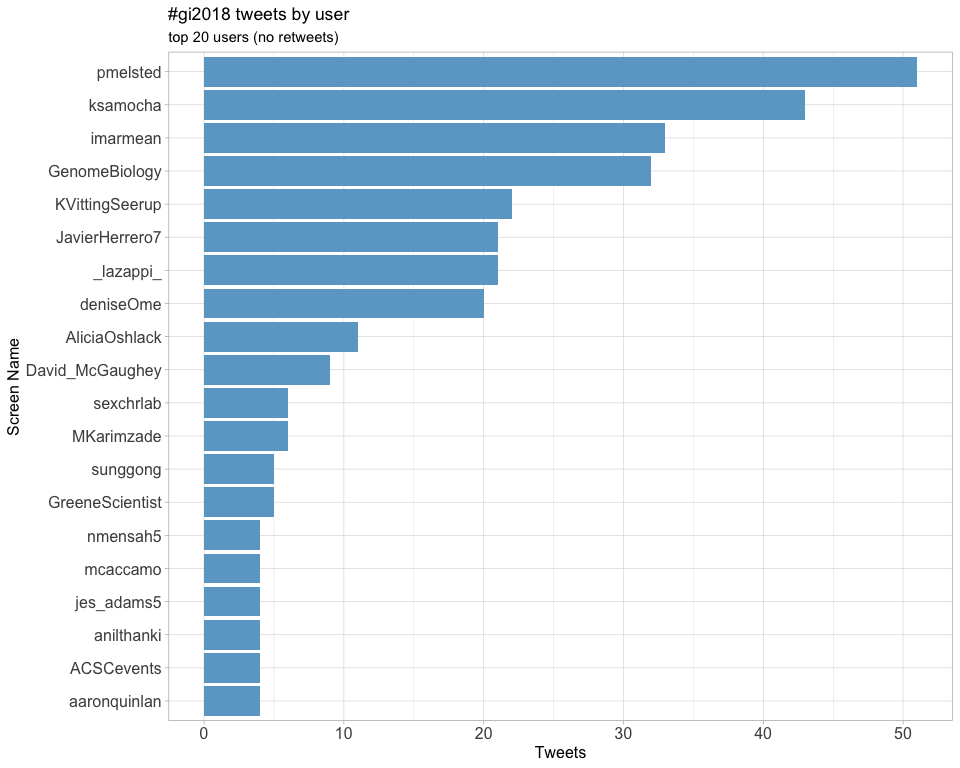 #gi2018 tweets by user
top 20 users (no retweets)
Screen Name
pmelsted
ksamocha
imarmean
GenomeBiology
KVittingSeerup
JavierHerrero7
_lazappi_
deniseOme
AliciaOshlack
David_McGaughey
sexchrlab
MKarimzade
sunggong
GreeneScientist
nmensah5
mcaccamo
jes_adams5
anilthanki
ACSCevents
aaronquinlan
0 10 20 30 40 50
Tweets